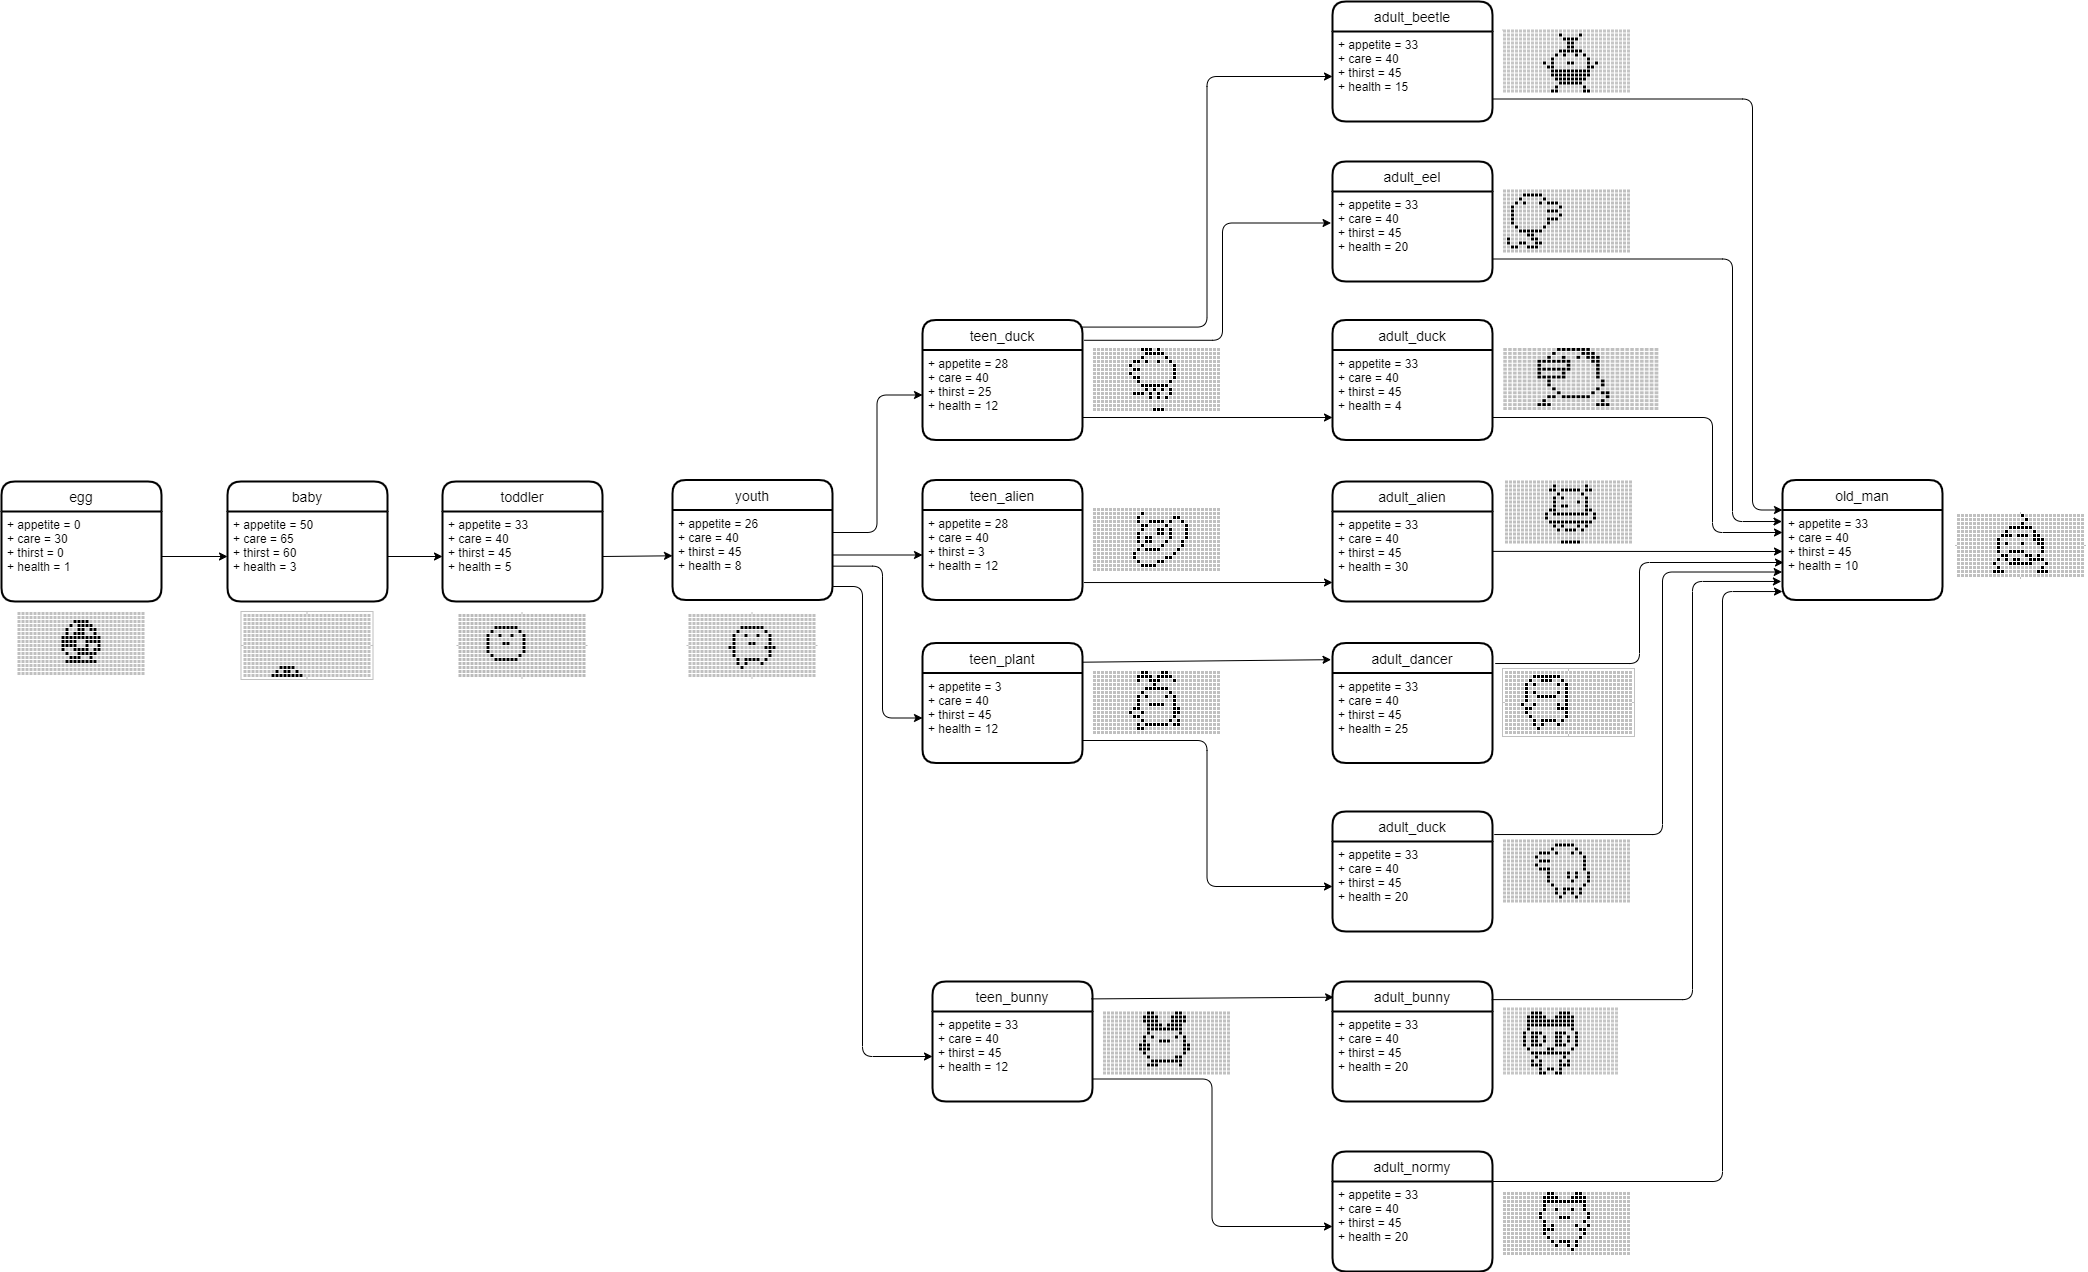 egg
+ appetite = 0
+ care = 30
+ thirst = 0
+ health = 1
baby
+ appetite = 50
+ care = 65
+ thirst = 60
+ health = 3
toddler
+ appetite = 33
+ care = 40
+ thirst = 45
+ health = 5
youth
+ appetite = 26
+ care = 40
+ thirst = 45
+ health = 8
teen_duck
+ appetite = 28
+ care = 40
+ thirst = 25
+ health = 12
teen_alien
+ appetite = 28
+ care = 40
+ thirst = 3
+ health = 12
teen_plant
+ appetite = 3
+ care = 40
+ thirst = 45
+ health = 12
teen_bunny
+ appetite = 33
+ care = 40
+ thirst = 45
+ health = 12
adult_beetle
+ appetite = 33
+ care = 40
+ thirst = 45
+ health = 15
adult_eel
+ appetite = 33
+ care = 40
+ thirst = 45
+ health = 20
adult_duck
+ appetite = 33
+ care = 40
+ thirst = 45
+ health = 4
adult_alien
+ appetite = 33
+ care = 40
+ thirst = 45
+ health = 30
adult_dancer
+ appetite = 33
+ care = 40
+ thirst = 45
+ health = 25
adult_duck
+ appetite = 33
+ care = 40
+ thirst = 45
+ health = 20
adult_bunny
+ appetite = 33
+ care = 40
+ thirst = 45
+ health = 20
adult_normy
+ appetite = 33
+ care = 40
+ thirst = 45
+ health = 20
old_man
+ appetite = 33
+ care = 40
+ thirst = 45
+ health = 10